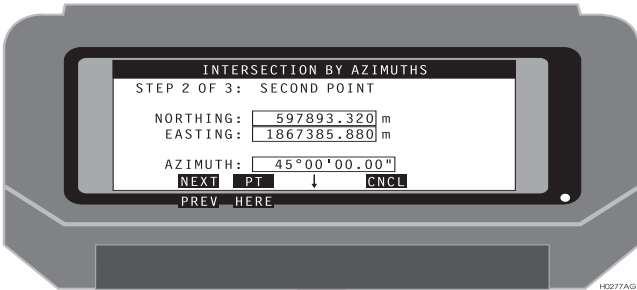 INTERSECTION BY AZIMUTHS
STEP 2 OF 3: SECOND POINT
NORTHING: 597893.320 m
EASTING: 1867385.880 m
AZIMUTH: 45°00'00.00"
NEXT PT ↓ CNCL
PREV HERE
H0277AG